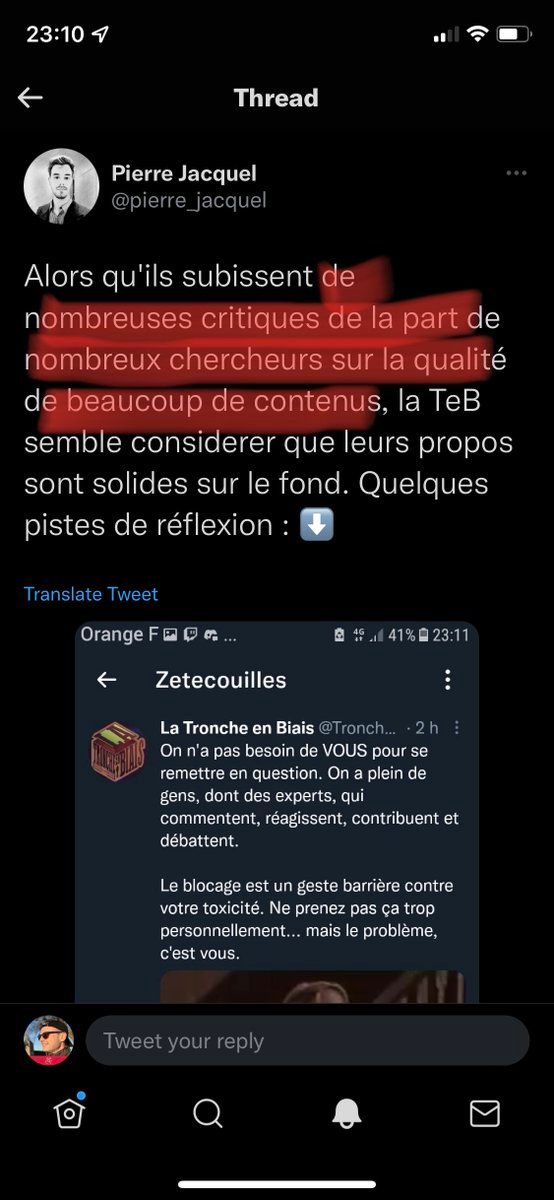 23:10
Thread
Pierre Jacquel
@pierre_jacquel
Alors qu'ils subissent de
nombreuses critiques de la part de
nombreux chercheurs sur la qualité
de beaucoup de contenus, la TeB
semble considerer que leurs propos
sont solides sur le fond. Quelques
pistes de réflexion : ⬇️
Translate Tweet
Orange F ... 4G 41% 23:11
Zetecouilles
La Tronche en Biais @Tronch... · 2 h
On n'a pas besoin de VOUS pour se
remettre en question. On a plein de
gens, dont des experts, qui
commentent, réagissent, contribuent et
débattent.
Le blocage est un geste barrière contre
votre toxicité. Ne prenez pas ça trop
personnellement... mais le problème,
c'est vous.
Tweet your reply